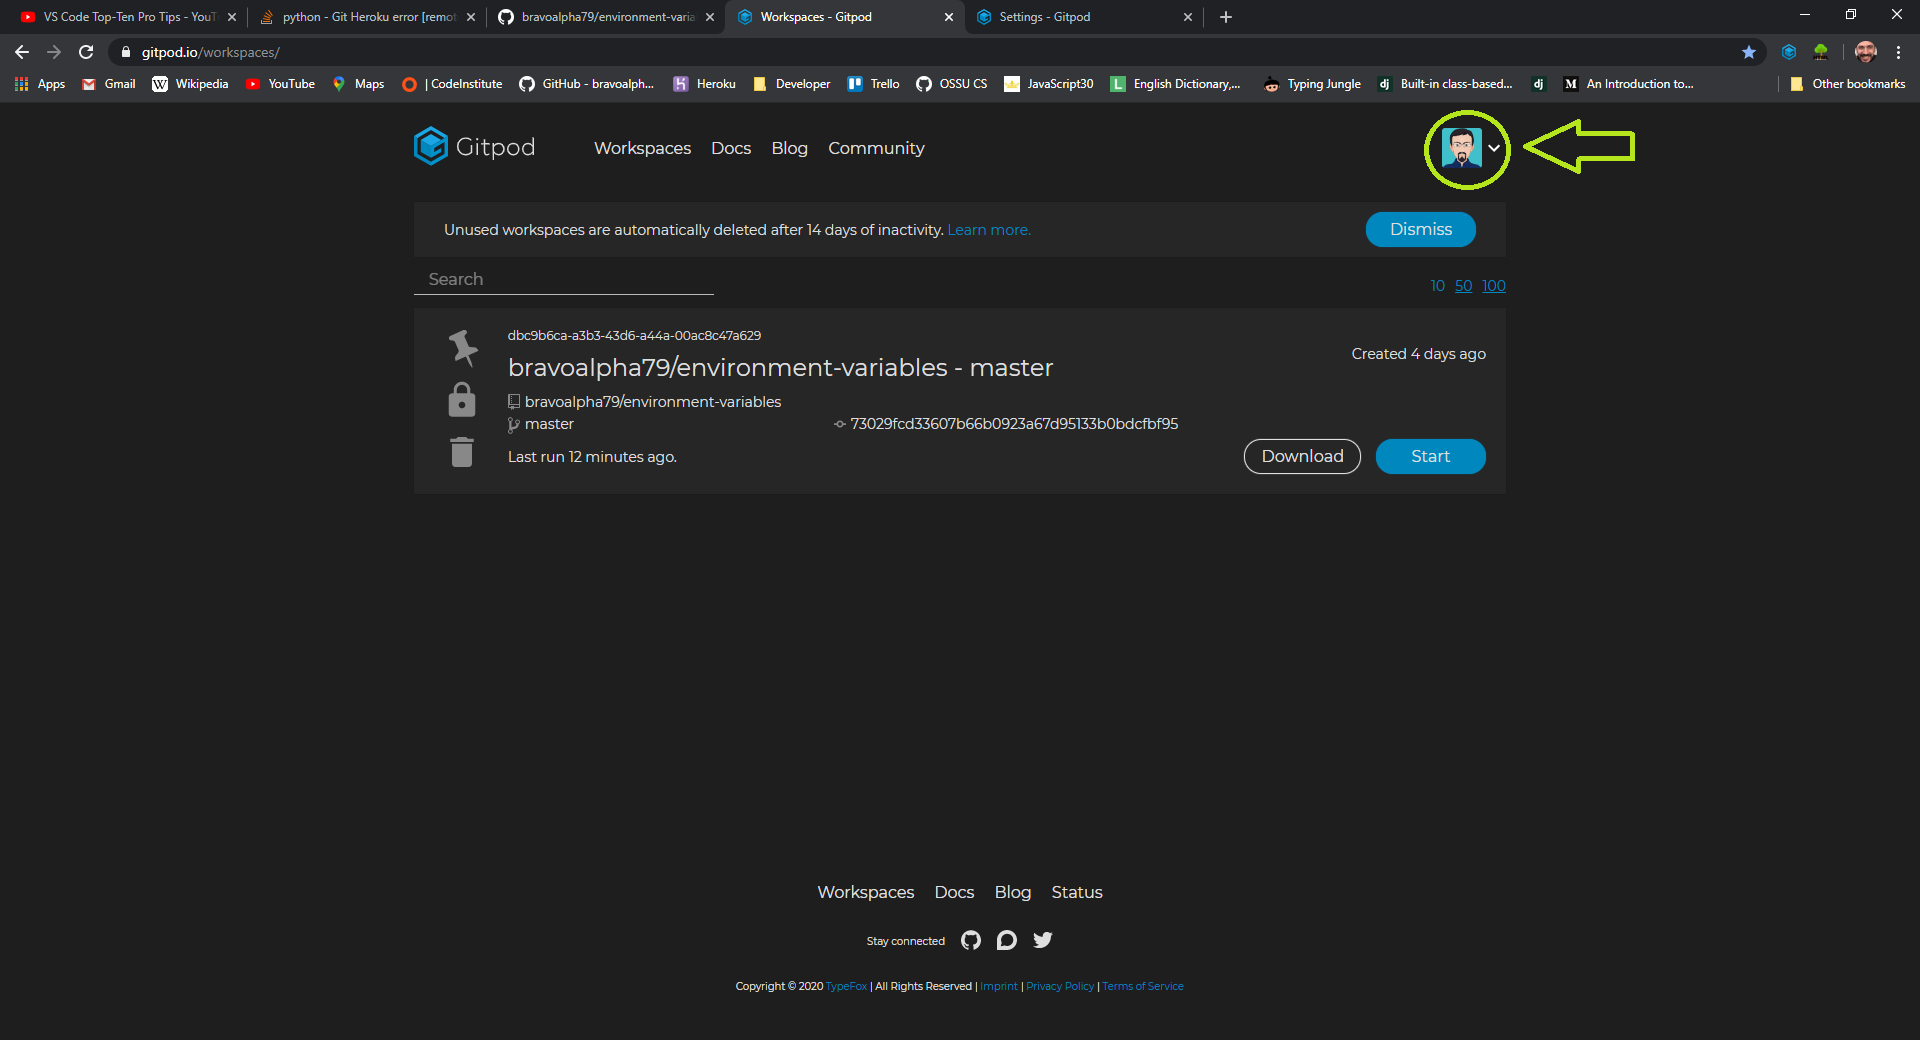 VS Code Top-Ten Pro Tips - YouT
python - Git Heroku error [remot
bravoalpha79/environment-varia
Workspaces - Gitpod
Settings - Gitpod
gitpod.io/workspaces/
Apps
Gmail
Wikipedia
YouTube
Maps
| CodeInstitute
GitHub - bravoalph...
Heroku
Developer
Trello
OSSU CS
JavaScript30
English Dictionary,...
Typing Jungle
dj Built-in class-based...
dj
M An Introduction to...
Other bookmarks
Gitpod
Workspaces Docs Blog Community
Unused workspaces are automatically deleted after 14 days of inactivity. Learn more.
Dismiss
Search
10 50 100
dbc9b6ca-a3b3-43d6-a44a-00ac8c47a629
bravoalpha79/environment-variables - master
Created 4 days ago
bravoalpha79/environment-variables
master
73029fcd33607b66b0923a67d95133b0bdcfbf95
Last run 12 minutes ago.
Download
Start
Workspaces Docs Blog Status
Stay connected
Copyright © 2020 TypeFox | All Rights Reserved | Imprint | Privacy Policy | Terms of Service